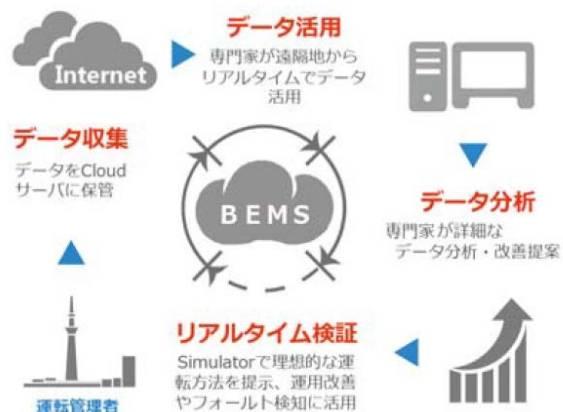 Internet
データ活用
専門家が遠隔地から
リアルタイムでデータ
活用
データ収集
データをCloud
サーバに保管
BEMS
データ分析
専門家が詳細な
データ分析・改善提案
リアルタイム検証
Simulatorで理想的な運
転方法を提示、運用改善
やフォールト検知に活用
運転管理者